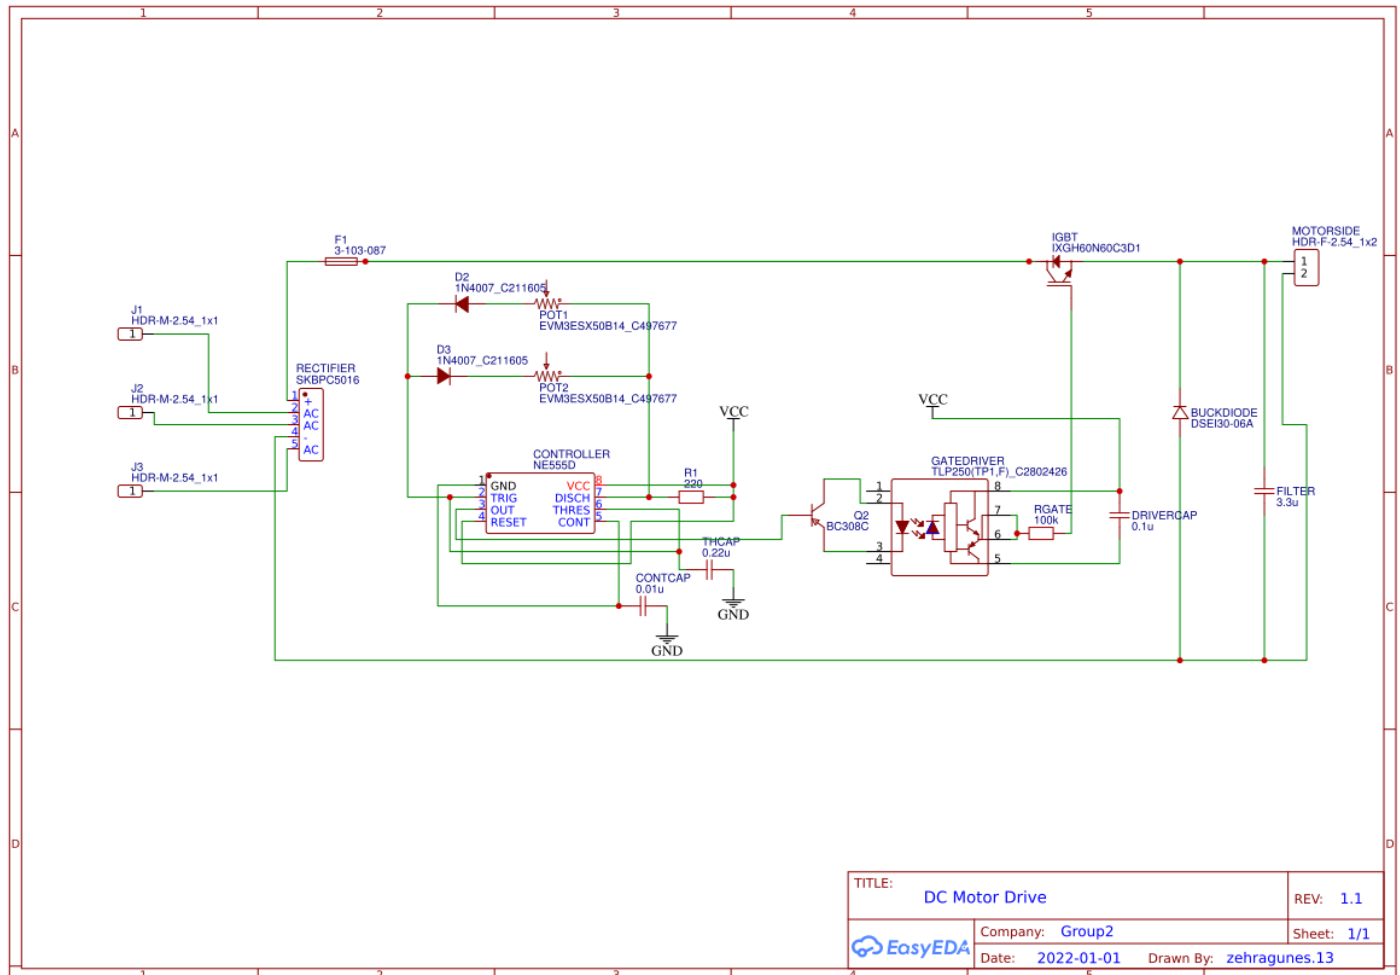 1 2 3 4 5
A A
B B
C C
D D
1 2 3 4 5
F1
3-103-087
IGBT
IXGH60N60C3D1
MOTORSIDE
HDR-F-2.54_1x2
1
2
D2
1N4007_C211605
POT1
EVM3ESX50B14_C497677
J1
HDR-M-2.54_1x1
1
D3
1N4007_C211605
POT2
EVM3ESX50B14_C497677
RECTIFIER
SKBPC5016
1 +
2 AC
3 AC
4 -
5 AC
J2
HDR-M-2.54_1x1
1
J3
HDR-M-2.54_1x1
1
VCC
VCC
BUCKDIODE
DSEI30-06A
CONTROLLER
NE555D
1 GND VCC 8
2 TRIG DISCH 7
3 OUT THRES 6
4 RESET CONT 5
R1
220
GATEDRIVER
TLP250(TP1,F)_C2802426
1 8
2
7
3 6
4 5
Q2
BC308C
RGATE
100k
DRIVERCAP
0.1u
FILTER
3.3u
THCAP
0.22u
CONTCAP
0.01u
GND
GND
TITLE:
DC Motor Drive
REV: 1.1
EasyEDA
Company: Group2
Sheet: 1/1
Date: 2022-01-01 Drawn By: zehragunes.13